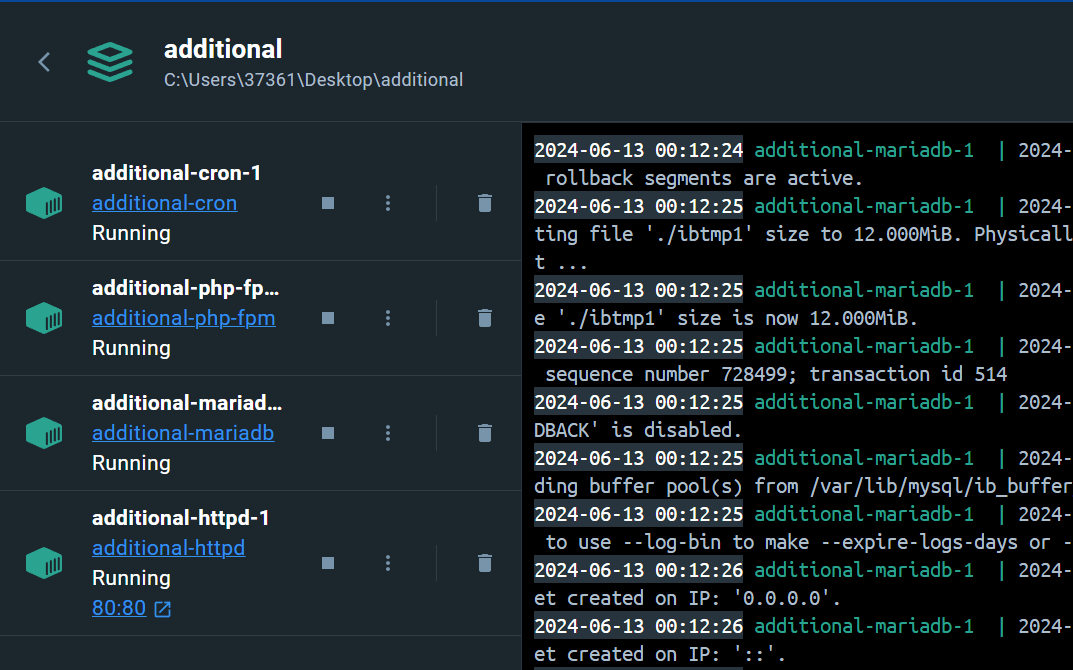 additional
C:\Users\37361\Desktop\additional
additional-cron-1
additional-cron
Running
additional-php-fp...
additional-php-fpm
Running
additional-mariad...
additional-mariadb
Running
additional-httpd-1
additional-httpd
Running
80:80
2024-06-13 00:12:24 additional-mariadb-1 | 2024-
rollback segments are active.
2024-06-13 00:12:25 additional-mariadb-1 | 2024-
ting file './ibtmp1' size to 12.000MiB. Physicall
t ...
2024-06-13 00:12:25 additional-mariadb-1 | 2024-
e './ibtmp1' size is now 12.000MiB.
2024-06-13 00:12:25 additional-mariadb-1 | 2024-
sequence number 728499; transaction id 514
2024-06-13 00:12:25 additional-mariadb-1 | 2024-
DBACK' is disabled.
2024-06-13 00:12:25 additional-mariadb-1 | 2024-
ding buffer pool(s) from /var/lib/mysql/ib_buffer
2024-06-13 00:12:25 additional-mariadb-1 | 2024-
to use --log-bin to make --expire-logs-days or -
2024-06-13 00:12:26 additional-mariadb-1 | 2024-
et created on IP: '0.0.0.0'.
2024-06-13 00:12:26 additional-mariadb-1 | 2024-
et created on IP: '::'.